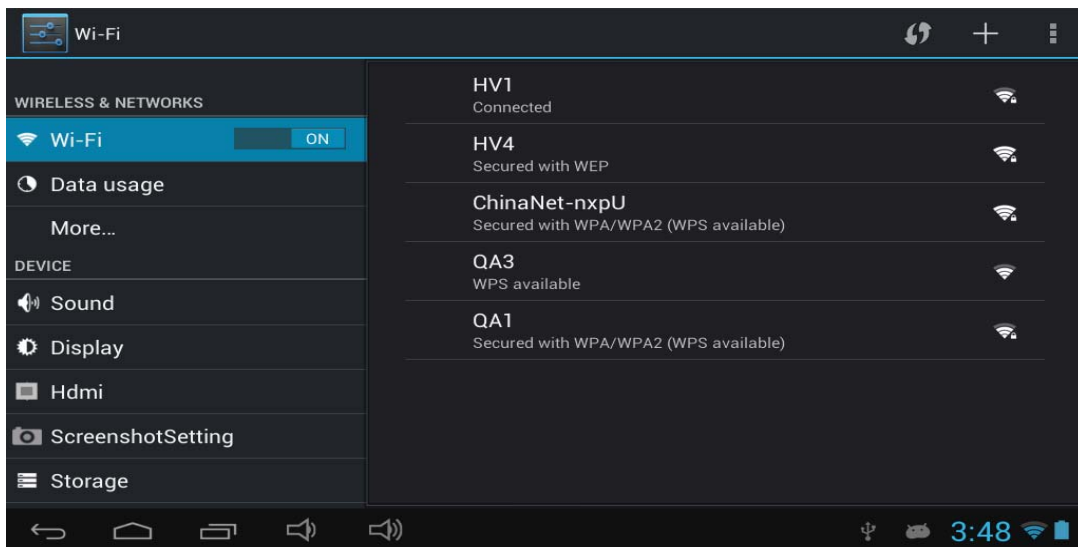 Wi-Fi
WIRELESS & NETWORKS
Wi-Fi
ON
Data usage
More...
DEVICE
Sound
Display
Hdmi
ScreenshotSetting
Storage
HV1
Connected
HV4
Secured with WEP
ChinaNet-nxpU
Secured with WPA/WPA2 (WPS available)
QA3
WPS available
QA1
Secured with WPA/WPA2 (WPS available)
3:48